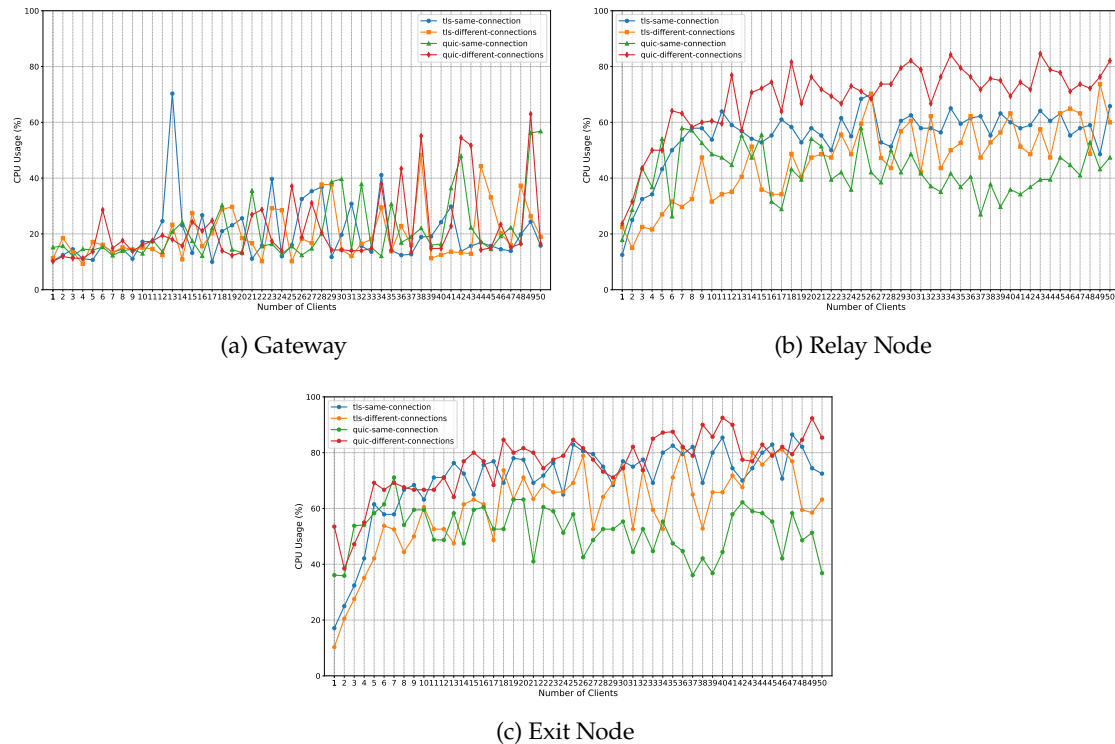 100
80
60
40
20
0
CPU Usage (%)
tls-same-connection
tls-different-connections
quic-same-connection
quic-different-connections
1 2 3 4 5 6 7 8 9 10 11 12 13 14 15 16 17 18 19 20 21 22 23 24 25 26 27 28 29 30 31 32 33 34 35 36 37 38 39 40 41 42 43 44 45 46 47 48 49 50
Number of Clients
(a) Gateway
100
80
60
40
20
0
CPU Usage (%)
tls-same-connection
tls-different-connections
quic-same-connection
quic-different-connections
1 2 3 4 5 6 7 8 9 10 11 12 13 14 15 16 17 18 19 20 21 22 23 24 25 26 27 28 29 30 31 32 33 34 35 36 37 38 39 40 41 42 43 44 45 46 47 48 49 50
Number of Clients
(b) Relay Node
100
80
60
40
20
0
CPU Usage (%)
tls-same-connection
tls-different-connections
quic-same-connection
quic-different-connections
1 2 3 4 5 6 7 8 9 10 11 12 13 14 15 16 17 18 19 20 21 22 23 24 25 26 27 28 29 30 31 32 33 34 35 36 37 38 39 40 41 42 43 44 45 46 47 48 49 50
Number of Clients
(c) Exit Node